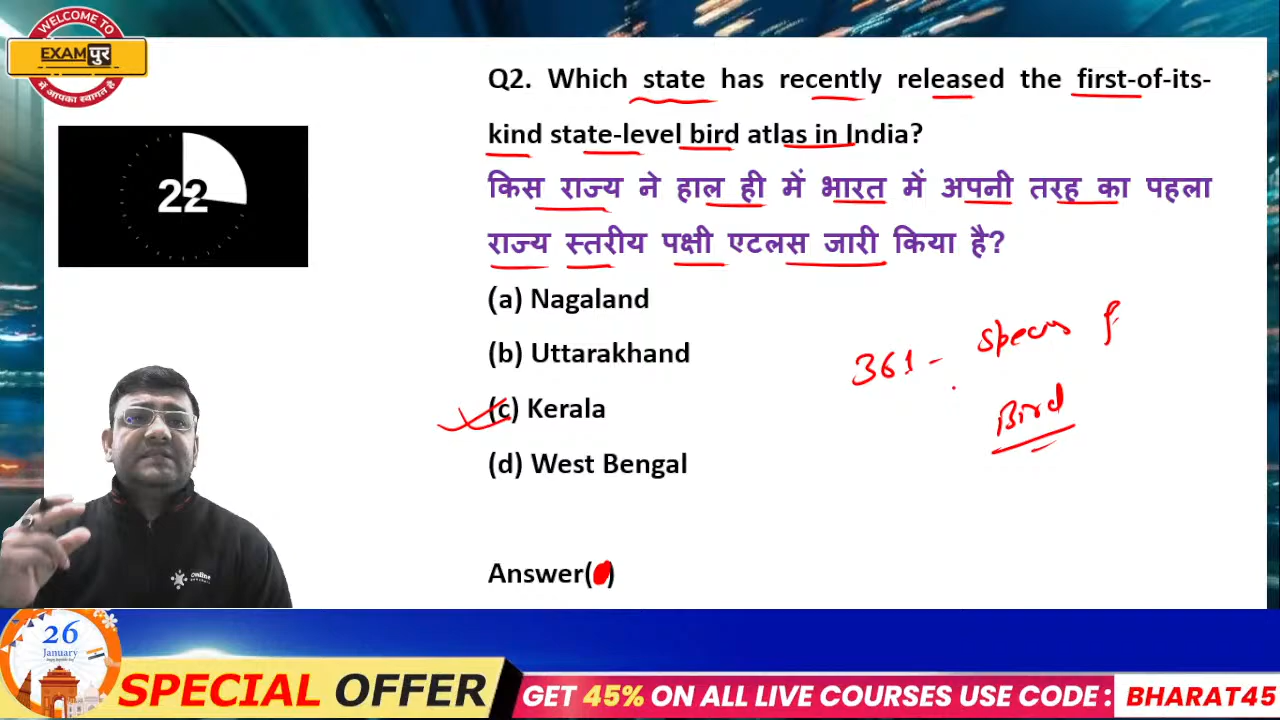 WELCOME TO
EXAMपुर
में आपका स्वागत है
22
Q2. Which state has recently released the first-of-its-
kind state-level bird atlas in India?
किस राज्य ने हाल ही में भारत में अपनी तरह का पहला
राज्य स्तरीय पक्षी एटलस जारी किया है?
(a) Nagaland
(b) Uttarakhand
(c) Kerala
(d) West Bengal
361 -
Bird
Answer( )
Online
26
January
SPECIAL OFFER
GET 45% ON ALL LIVE COURSES USE CODE : BHARAT45